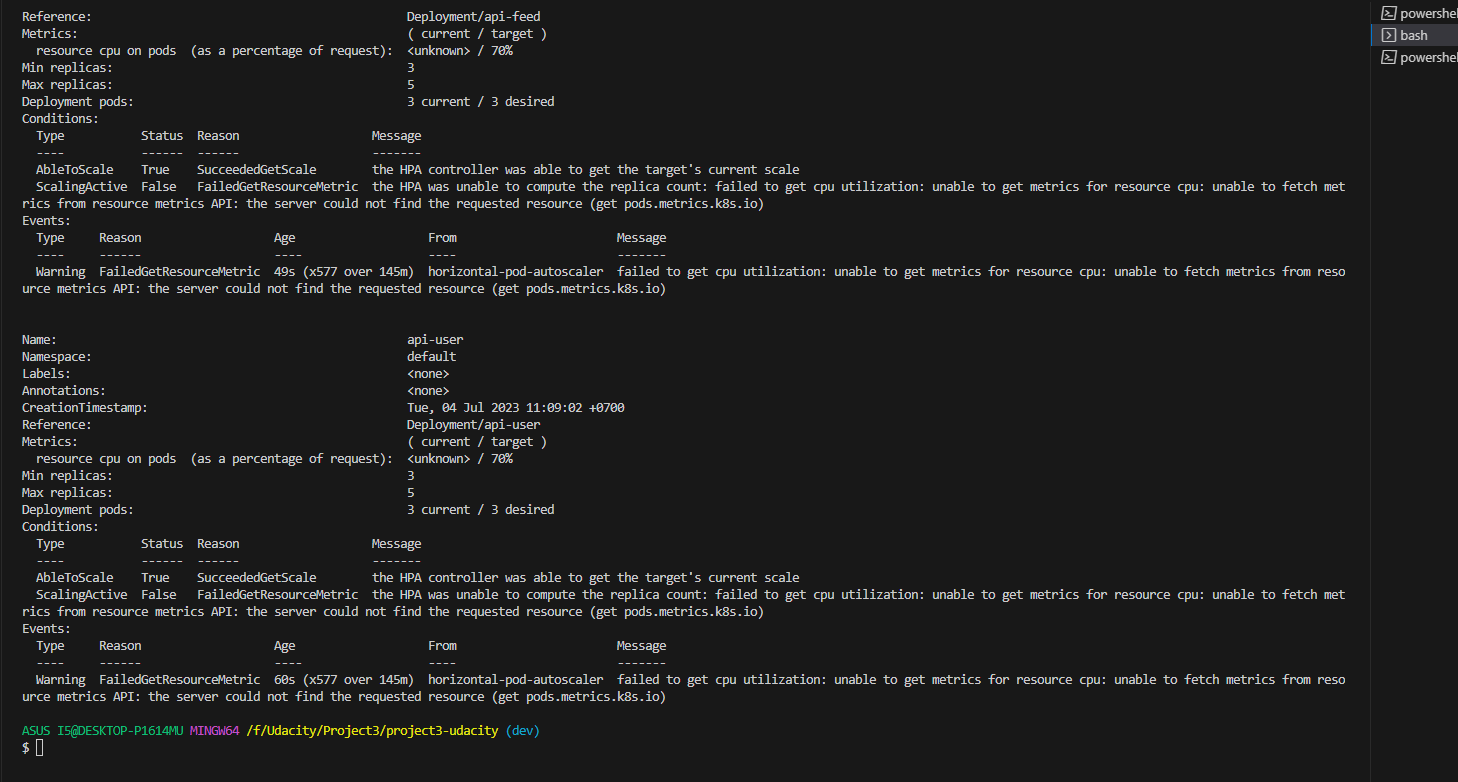 Reference:                                             Deployment/api-feed
Metrics:                                               ( current / target )
  resource cpu on pods  (as a percentage of request):  <unknown> / 70%
Min replicas:                                          3
Max replicas:                                          5
Deployment pods:                                       3 current / 3 desired
Conditions:
  Type           Status  Reason                   Message
  ----           ------  ------                   -------
  AbleToScale    True    SucceededGetScale        the HPA controller was able to get the target's current scale
  ScalingActive  False   FailedGetResourceMetric  the HPA was unable to compute the replica count: failed to get cpu utilization: unable to get metrics for resource cpu: unable to fetch met
rics from resource metrics API: the server could not find the requested resource (get pods.metrics.k8s.io)
Events:
  Type     Reason                   Age                   From                       Message
  ----     ------                   ----                  ----                       -------
  Warning  FailedGetResourceMetric  49s (x577 over 145m)  horizontal-pod-autoscaler  failed to get cpu utilization: unable to get metrics for resource cpu: unable to fetch metrics from reso
urce metrics API: the server could not find the requested resource (get pods.metrics.k8s.io)
Name:                                                  api-user
Namespace:                                             default
Labels:                                                <none>
Annotations:                                           <none>
CreationTimestamp:                                     Tue, 04 Jul 2023 11:09:02 +0700
Reference:                                             Deployment/api-user
Metrics:                                               ( current / target )
  resource cpu on pods  (as a percentage of request):  <unknown> / 70%
Min replicas:                                          3
Max replicas:                                          5
Deployment pods:                                       3 current / 3 desired
Conditions:
  Type           Status  Reason                   Message
  ----           ------  ------                   -------
  AbleToScale    True    SucceededGetScale        the HPA controller was able to get the target's current scale
  ScalingActive  False   FailedGetResourceMetric  the HPA was unable to compute the replica count: failed to get cpu utilization: unable to get metrics for resource cpu: unable to fetch met
rics from resource metrics API: the server could not find the requested resource (get pods.metrics.k8s.io)
Events:
  Type     Reason                   Age                   From                       Message
  ----     ------                   ----                  ----                       -------
  Warning  FailedGetResourceMetric  60s (x577 over 145m)  horizontal-pod-autoscaler  failed to get cpu utilization: unable to get metrics for resource cpu: unable to fetch metrics from reso
urce metrics API: the server could not find the requested resource (get pods.metrics.k8s.io)
ASUS I5@DESKTOP-P1614MU MINGW64 /f/Udacity/Project3/project3-udacity (dev)
$
powershel
bash
powershel